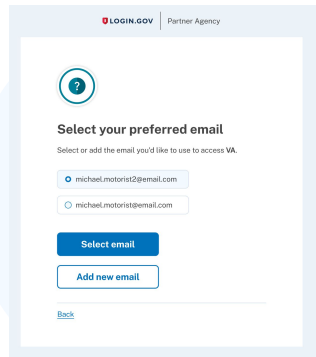 LOGIN.GOV Partner Agency
?
Select your preferred email
Select or add the email you'd like to use to access VA.
michael.motorist2@email.com
michael.motorist@email.com
Select email
Add new email
Back